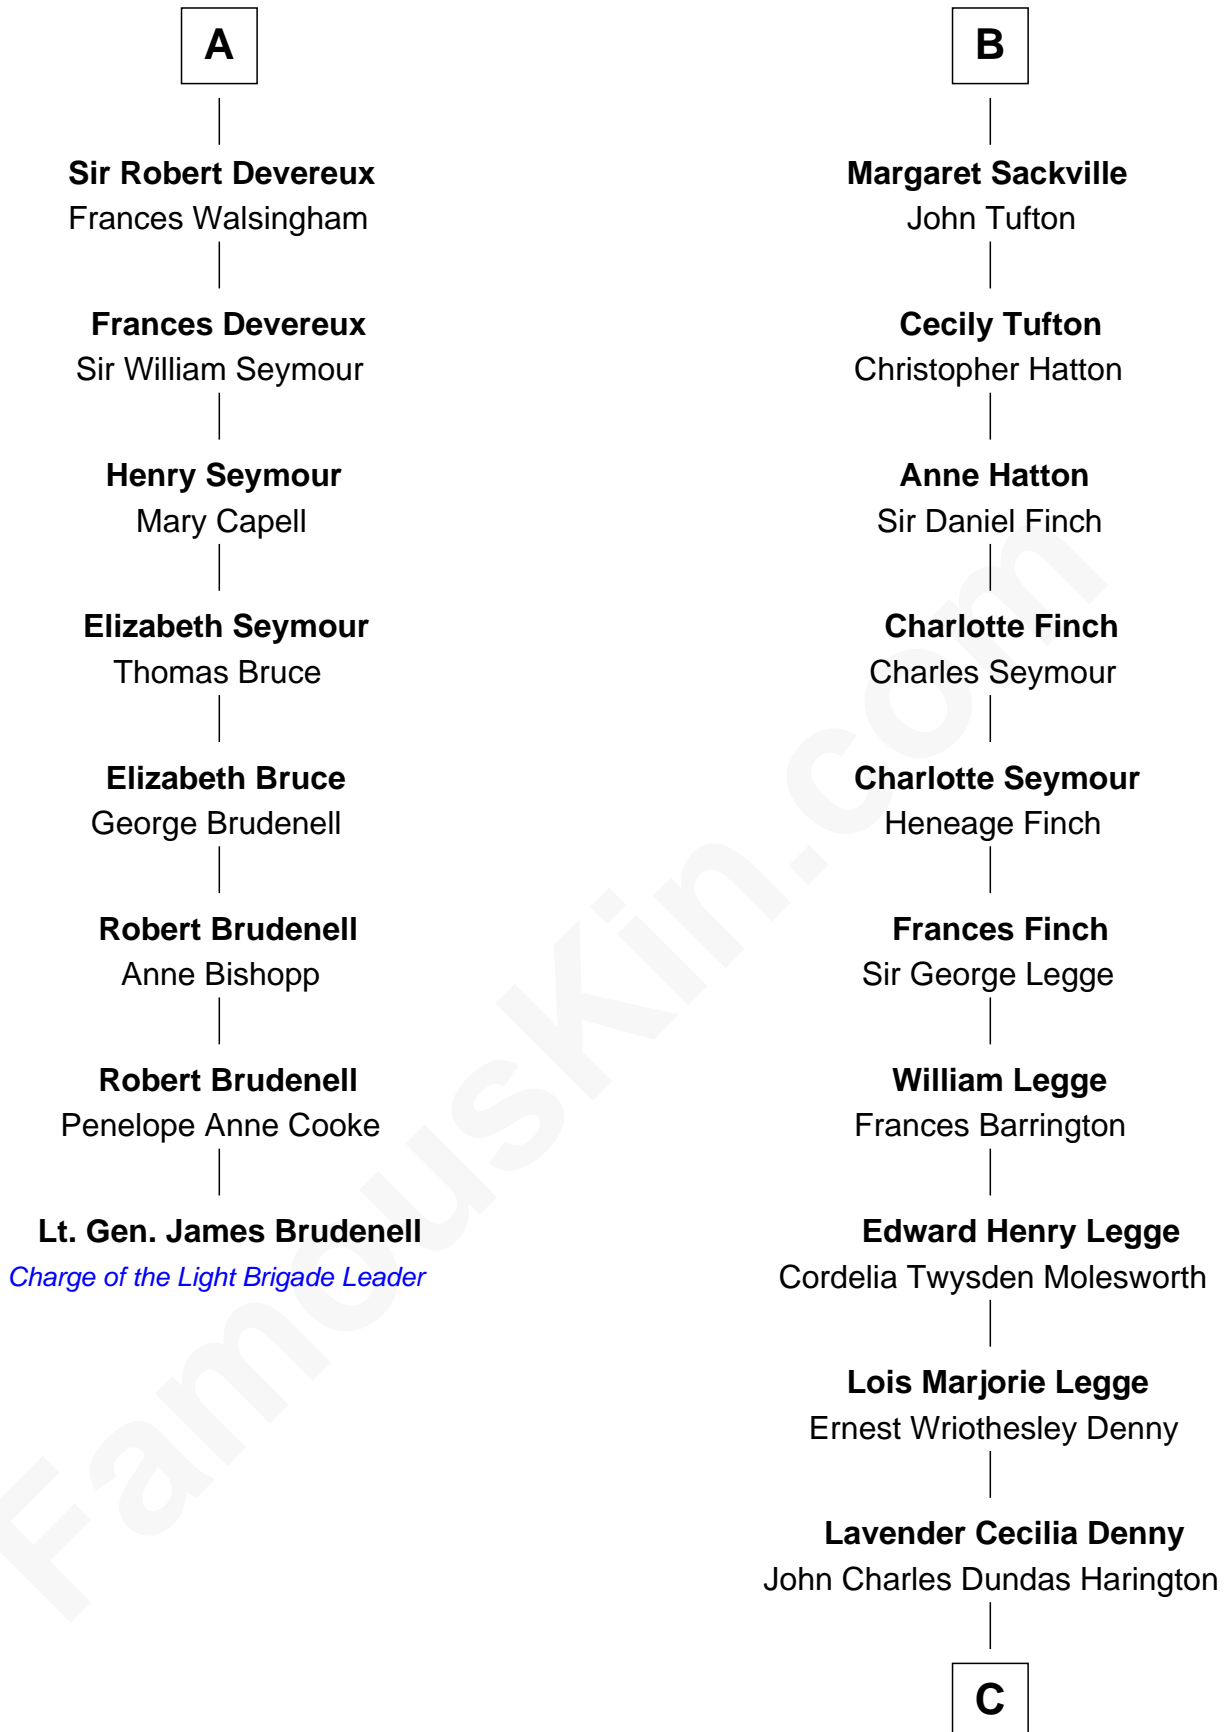 A
Sir Robert Devereux
Frances Walsingham
Frances Devereux
Sir William Seymour
Henry Seymour
Mary Capell
Elizabeth Seymour
Thomas Bruce
Elizabeth Bruce
George Brudenell
Robert Brudenell
Anne Bishopp
Robert Brudenell
Penelope Anne Cooke
Lt. Gen. James Brudenell
Charge of the Light Brigade Leader
B
Margaret Sackville
John Tufton
Cecily Tufton
Christopher Hatton
Anne Hatton
Sir Daniel Finch
Charlotte Finch
Charles Seymour
Charlotte Seymour
Heneage Finch
Frances Finch
Sir George Legge
William Legge
Frances Barrington
Edward Henry Legge
Cordelia Twysden Molesworth
Lois Marjorie Legge
Ernest Wriothesley Denny
Lavender Cecilia Denny
John Charles Dundas Harington
C
FamousKin.com